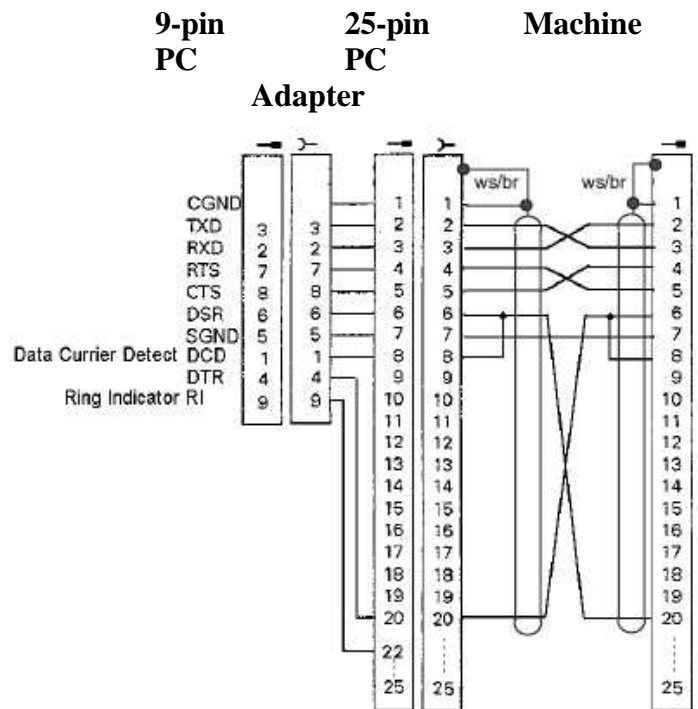 9-pin 25-pin Machine
PC PC
Adapter
ws/br ws/br
CGND 1 1 1
TXD 3 3 2 2 2
RXD 2 2 3 3 3
RTS 7 7 4 4 4
CTS 8 8 5 5 5
DSR 6 6 6 6 6
SGND 5 5 7 7 7
Data Currier Detect DCD 1 1 8 8 8
DTR 4 4 9 9 9
Ring Indicator RI 9 9 10 10 10
11 11 11
12 12 12
13 13 13
14 14 14
15 15 15
16 16 16
17 17 17
18 18 18
19 19 19
20 20 20
22
25 25 25